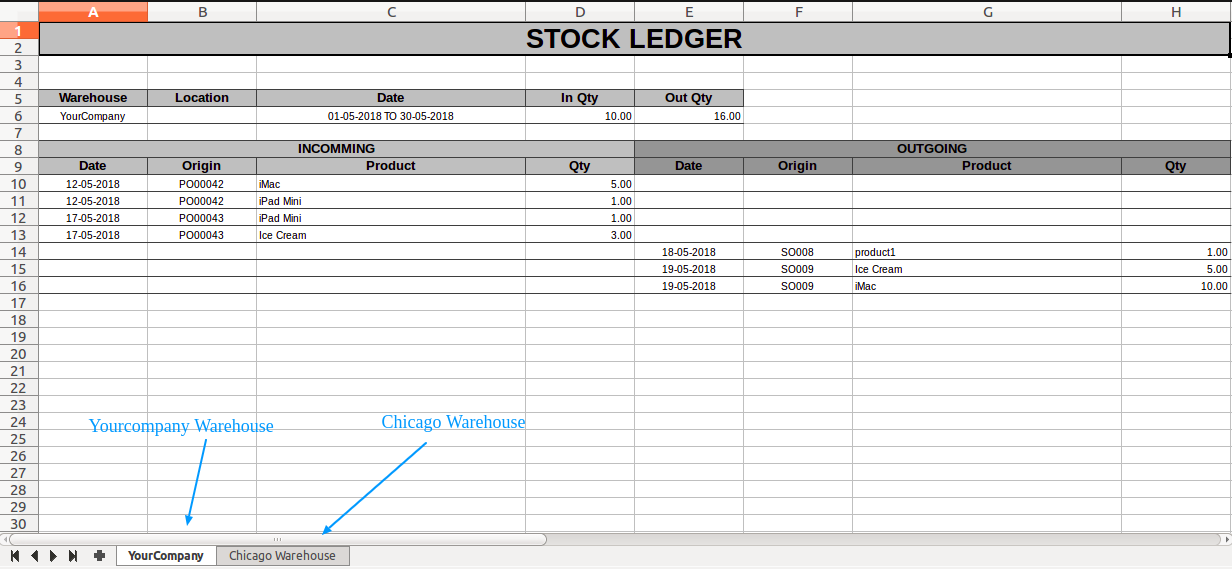 A B C D E F G H
1 STOCK LEDGER
2
3
4
5 Warehouse Location Date In Qty Out Qty
6 YourCompany 01-05-2018 TO 30-05-2018 10.00 16.00
7
8 INCOMMING OUTGOING
9 Date Origin Product Qty Date Origin Product Qty
10 12-05-2018 PO00042 iMac 5.00
11 12-05-2018 PO00042 iPad Mini 1.00
12 17-05-2018 PO00043 iPad Mini 1.00
13 17-05-2018 PO00043 Ice Cream 3.00
14 18-05-2018 SO008 product1 1.00
15 19-05-2018 SO009 Ice Cream 5.00
16 19-05-2018 SO009 iMac 10.00
17
18
19
20
21
22
23
24 Yourcompany Warehouse Chicago Warehouse
25
26
27
28
29
30
YourCompany Chicago Warehouse